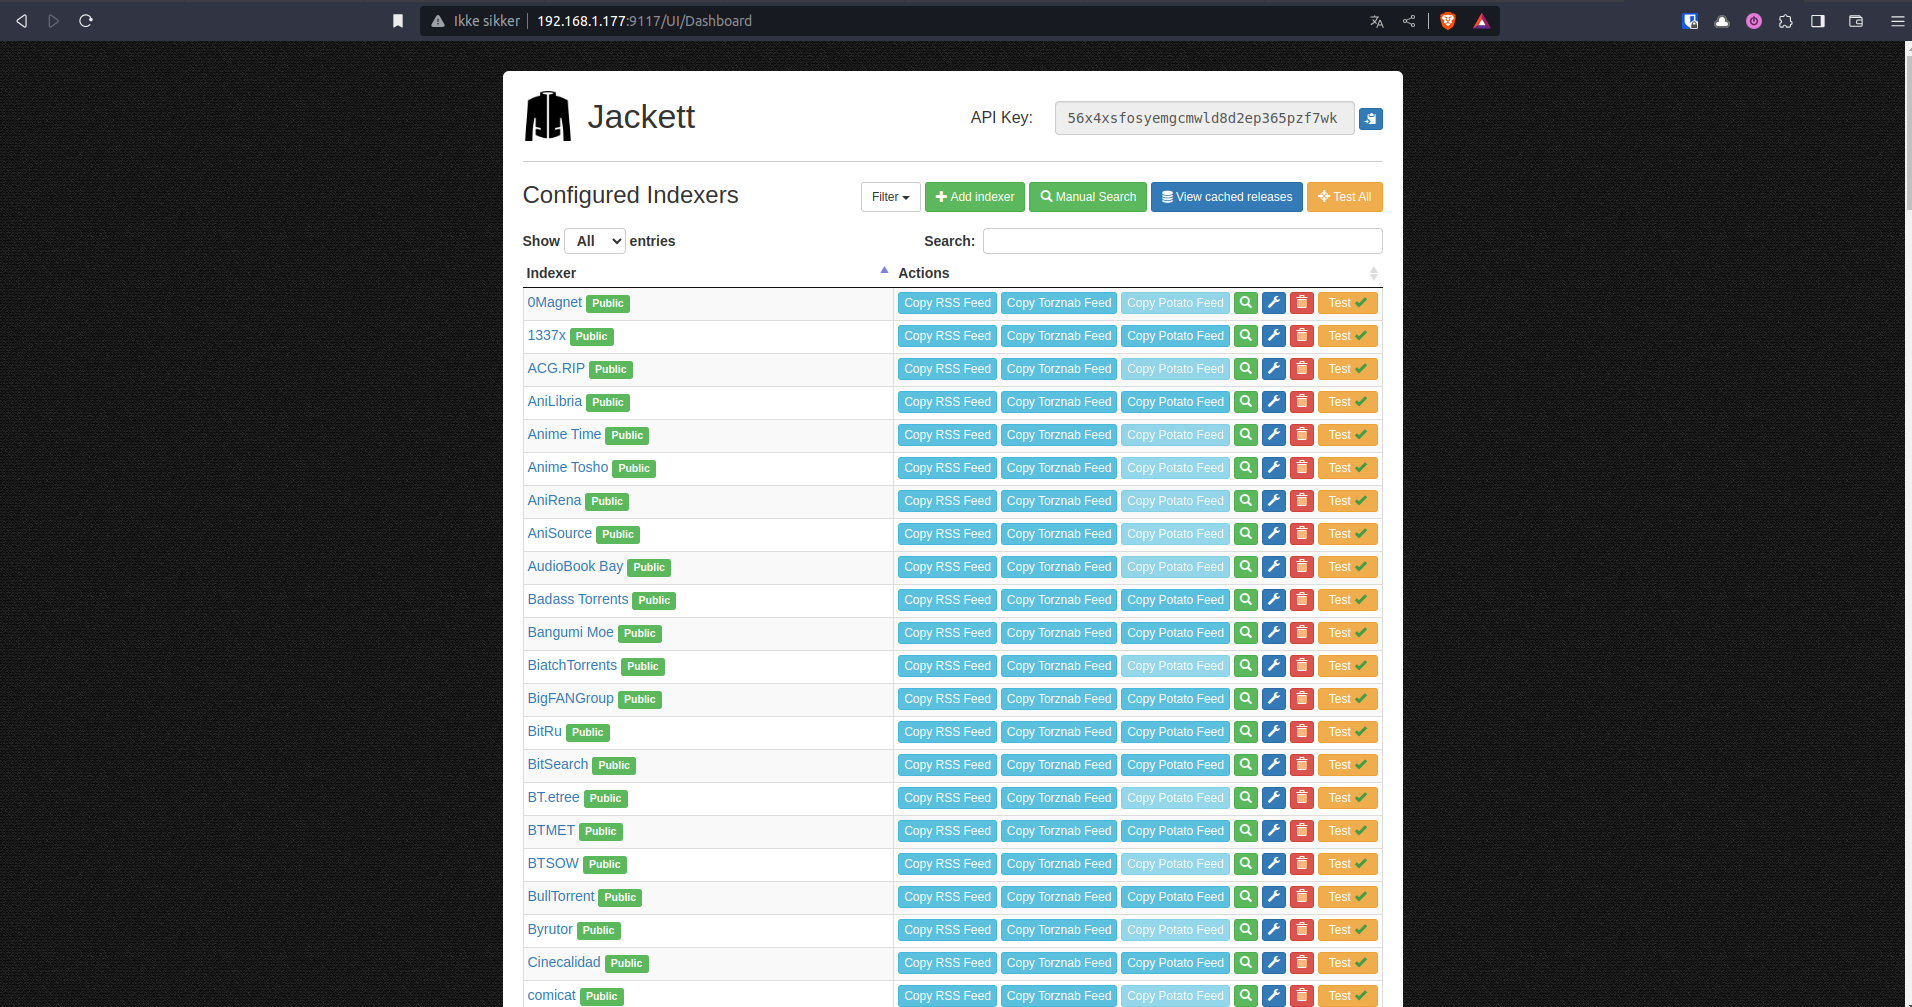 Ikke sikker 192.168.1.177:9117/UI/Dashboard
Jackett
API Key: 56x4xsfosyemgcmwld8d2ep365pzf7wk
Configured Indexers Filter Add indexer Manual Search View cached releases Test All
Show All entries Search:
Indexer Actions
0Magnet Public Copy RSS Feed Copy Torznab Feed Copy Potato Feed Test
1337x Public Copy RSS Feed Copy Torznab Feed Copy Potato Feed Test
ACG.RIP Public Copy RSS Feed Copy Torznab Feed Copy Potato Feed Test
AniLibria Public Copy RSS Feed Copy Torznab Feed Copy Potato Feed Test
Anime Time Public Copy RSS Feed Copy Torznab Feed Copy Potato Feed Test
Anime Tosho Public Copy RSS Feed Copy Torznab Feed Copy Potato Feed Test
AniRena Public Copy RSS Feed Copy Torznab Feed Copy Potato Feed Test
AniSource Public Copy RSS Feed Copy Torznab Feed Copy Potato Feed Test
AudioBook Bay Public Copy RSS Feed Copy Torznab Feed Copy Potato Feed Test
Badass Torrents Public Copy RSS Feed Copy Torznab Feed Copy Potato Feed Test
Bangumi Moe Public Copy RSS Feed Copy Torznab Feed Copy Potato Feed Test
BiatchTorrents Public Copy RSS Feed Copy Torznab Feed Copy Potato Feed Test
BigFANGroup Public Copy RSS Feed Copy Torznab Feed Copy Potato Feed Test
BitRu Public Copy RSS Feed Copy Torznab Feed Copy Potato Feed Test
BitSearch Public Copy RSS Feed Copy Torznab Feed Copy Potato Feed Test
BT.etree Public Copy RSS Feed Copy Torznab Feed Copy Potato Feed Test
BTMET Public Copy RSS Feed Copy Torznab Feed Copy Potato Feed Test
BTSOW Public Copy RSS Feed Copy Torznab Feed Copy Potato Feed Test
BullTorrent Public Copy RSS Feed Copy Torznab Feed Copy Potato Feed Test
Byrutor Public Copy RSS Feed Copy Torznab Feed Copy Potato Feed Test
Cinecalidad Public Copy RSS Feed Copy Torznab Feed Copy Potato Feed Test
comicat Public Copy RSS Feed Copy Torznab Feed Copy Potato Feed Test